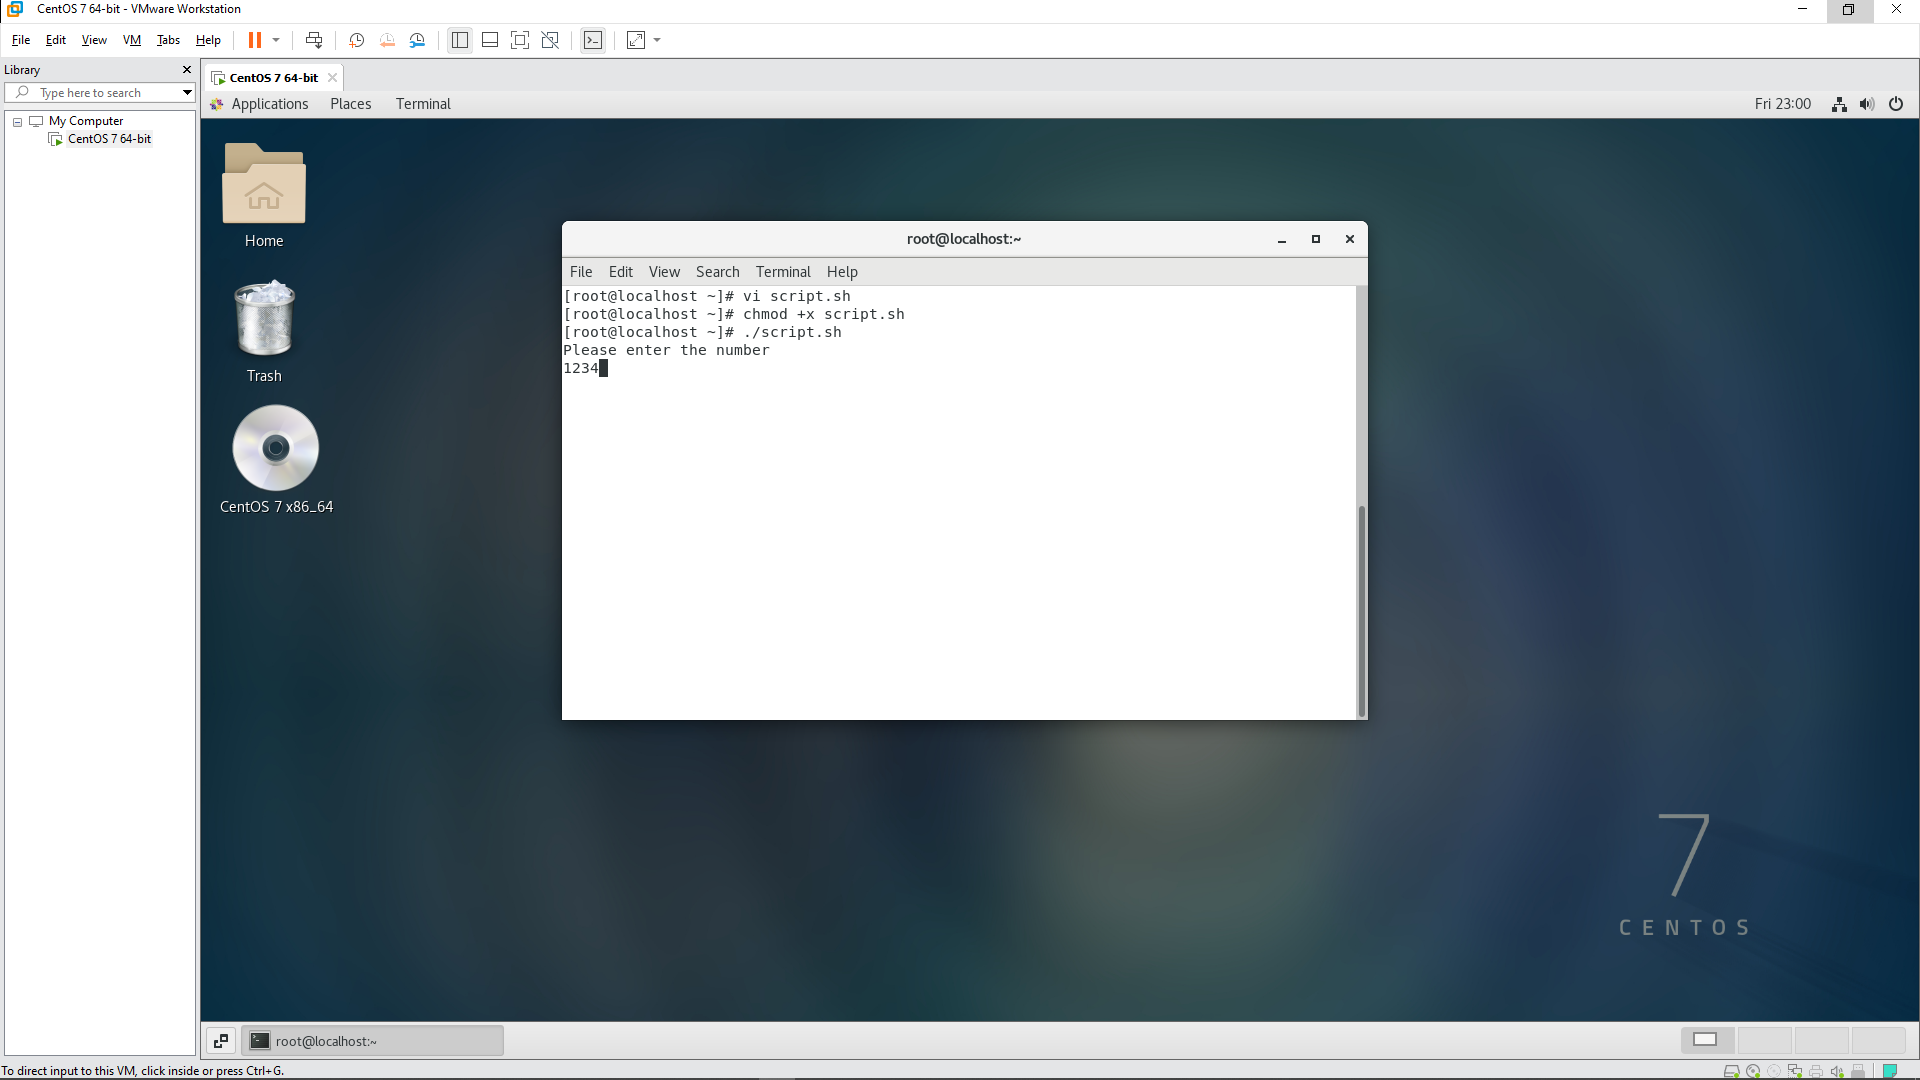 CentOS 7 64-bit - VMware Workstation
File Edit View VM Tabs Help
Library
Type here to search
My Computer
CentOS 7 64-bit
CentOS 7 64-bit
Applications Places Terminal Fri 23:00
Home
Trash
CentOS 7 x86_64
root@localhost:~
File Edit View Search Terminal Help
[root@localhost ~]# vi script.sh
[root@localhost ~]# chmod +x script.sh
[root@localhost ~]# ./script.sh
Please enter the number
1234
7
CENTOS
root@localhost:~
To direct input to this VM, click inside or press Ctrl+G.